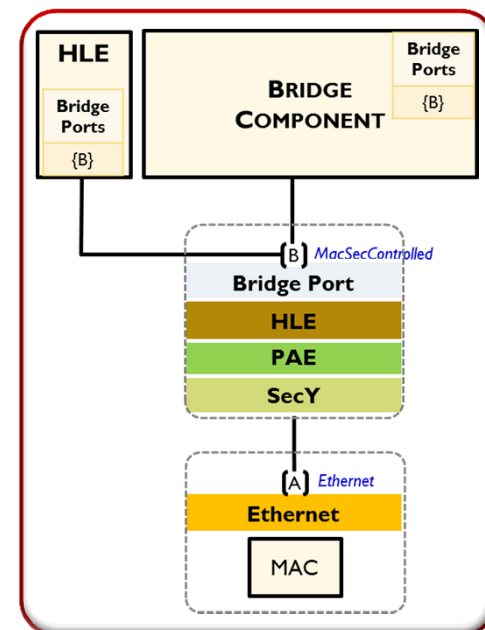 HLE
Bridge
Ports
{B}
BRIDGE
COMPONENT
Bridge
Ports
{B}
(B) MacSecControlled
Bridge Port
HLE
PAE
SecY
(A) Ethernet
Ethernet
MAC